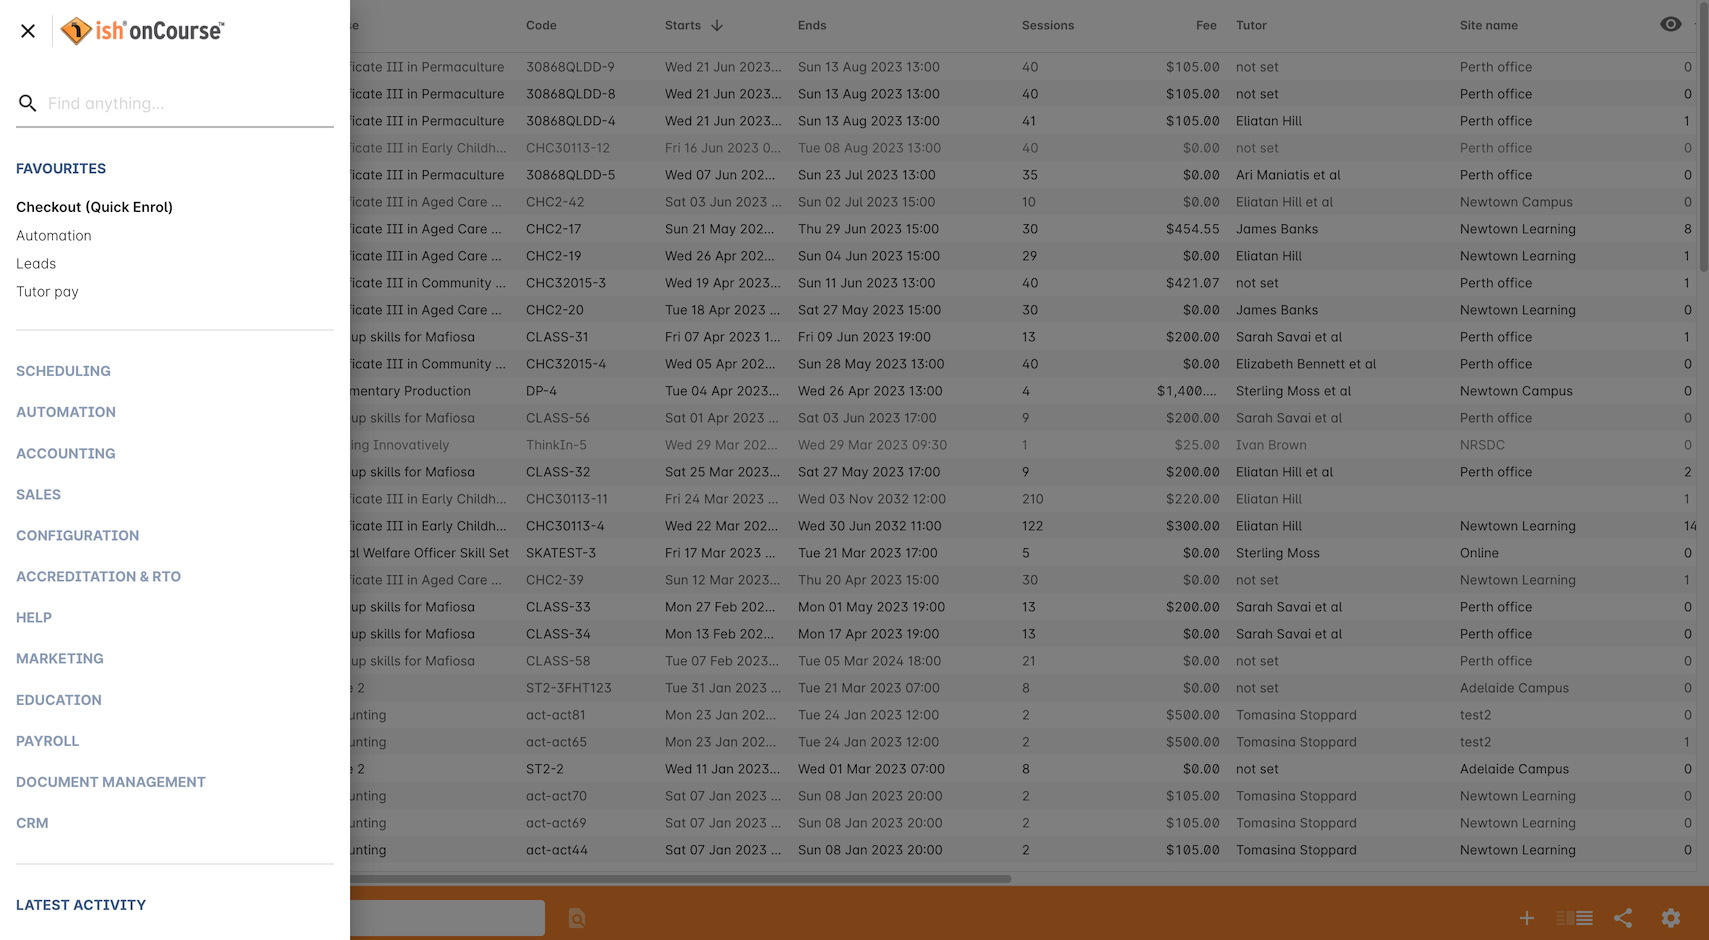 ish® onCourse™
Find anything...
FAVOURITES
Checkout (Quick Enrol)
Automation
Leads
Tutor pay
SCHEDULING
AUTOMATION
ACCOUNTING
SALES
CONFIGURATION
ACCREDITATION & RTO
HELP
MARKETING
EDUCATION
PAYROLL
DOCUMENT MANAGEMENT
CRM
LATEST ACTIVITY
se Code Starts Ends Sessions Fee Tutor Site name
ficate III in Permaculture 30868QLDD-9 Wed 21 Jun 2023... Sun 13 Aug 2023 13:00 40 $105.00 not set Perth office 0
ficate III in Permaculture 30868QLDD-8 Wed 21 Jun 2023... Sun 13 Aug 2023 13:00 40 $105.00 not set Perth office 0
ficate III in Permaculture 30868QLDD-4 Wed 21 Jun 2023... Sun 13 Aug 2023 13:00 41 $105.00 Eliatan Hill Perth office 1
ficate III in Early Childh... CHC30113-12 Fri 16 Jun 2023 0... Tue 08 Aug 2023 13:00 40 $0.00 not set Perth office 0
ficate III in Permaculture 30868QLDD-5 Wed 07 Jun 202... Sun 23 Jul 2023 13:00 35 $0.00 Ari Maniatis et al Perth office 0
ficate III in Aged Care ... CHC2-42 Sat 03 Jun 2023 ... Sun 02 Jul 2023 15:00 10 $0.00 Eliatan Hill et al Newtown Campus 0
ficate III in Aged Care ... CHC2-17 Sun 21 May 202... Thu 29 Jun 2023 15:00 30 $454.55 James Banks Newtown Learning 8
ficate III in Aged Care ... CHC2-19 Wed 26 Apr 202... Sun 04 Jun 2023 15:00 29 $0.00 Eliatan Hill Newtown Learning 1
ficate III in Community ... CHC32015-3 Wed 19 Apr 2023... Sun 11 Jun 2023 13:00 40 $421.07 not set Perth office 1
ficate III in Aged Care ... CHC2-20 Tue 18 Apr 2023 ... Sat 27 May 2023 15:00 30 $0.00 James Banks Newtown Learning 0
up skills for Mafiosa CLASS-31 Fri 07 Apr 2023 1... Fri 09 Jun 2023 19:00 13 $200.00 Sarah Savai et al Perth office 1
ficate III in Community ... CHC32015-4 Wed 05 Apr 202... Sun 28 May 2023 13:00 40 $0.00 Elizabeth Bennett et al Perth office 0
mentary Production DP-4 Tue 04 Apr 2023... Wed 26 Apr 2023 13:00 4 $1,400.... Sterling Moss et al Newtown Campus 0
up skills for Mafiosa CLASS-56 Sat 01 Apr 2023 ... Sat 03 Jun 2023 17:00 9 $200.00 Sarah Savai et al Perth office 0
ing Innovatively ThinkIn-5 Wed 29 Mar 202... Wed 29 Mar 2023 09:30 1 $25.00 Ivan Brown NRSDC 0
up skills for Mafiosa CLASS-32 Sat 25 Mar 2023... Sat 27 May 2023 17:00 9 $200.00 Eliatan Hill et al Perth office 2
ficate III in Early Childh... CHC30113-11 Fri 24 Mar 2023 ... Wed 03 Nov 2032 12:00 210 $220.00 Eliatan Hill 1
ficate III in Early Childh... CHC30113-4 Wed 22 Mar 202... Wed 30 Jun 2032 11:00 122 $300.00 Eliatan Hill Newtown Learning 14
al Welfare Officer Skill Set SKATEST-3 Fri 17 Mar 2023 ... Tue 21 Mar 2023 17:00 5 $0.00 Sterling Moss Online 0
ficate III in Aged Care ... CHC2-39 Sun 12 Mar 2023... Thu 20 Apr 2023 15:00 30 $0.00 not set Newtown Learning 1
up skills for Mafiosa CLASS-33 Mon 27 Feb 202... Mon 01 May 2023 19:00 13 $200.00 Sarah Savai et al Perth office 0
up skills for Mafiosa CLASS-34 Mon 13 Feb 202... Mon 17 Apr 2023 19:00 13 $0.00 Sarah Savai et al Perth office 0
up skills for Mafiosa CLASS-58 Tue 07 Feb 2023... Tue 05 Mar 2024 18:00 21 $0.00 not set Perth office 0
e 2 ST2-3FHT123 Tue 31 Jan 2023 ... Tue 21 Mar 2023 07:00 8 $0.00 not set Adelaide Campus 0
unting act-act81 Mon 23 Jan 202... Tue 24 Jan 2023 12:00 2 $500.00 Tomasina Stoppard test2 0
unting act-act65 Mon 23 Jan 202... Tue 24 Jan 2023 12:00 2 $500.00 Tomasina Stoppard test2 1
e 2 ST2-2 Wed 11 Jan 2023... Wed 01 Mar 2023 07:00 8 $0.00 not set Adelaide Campus 0
unting act-act70 Sat 07 Jan 2023 ... Sun 08 Jan 2023 20:00 2 $105.00 Tomasina Stoppard Newtown Learning 0
unting act-act69 Sat 07 Jan 2023 ... Sun 08 Jan 2023 20:00 2 $105.00 Tomasina Stoppard Newtown Learning 0
unting act-act44 Sat 07 Jan 2023 ... Sun 08 Jan 2023 20:00 2 $105.00 Tomasina Stoppard Newtown Learning 0